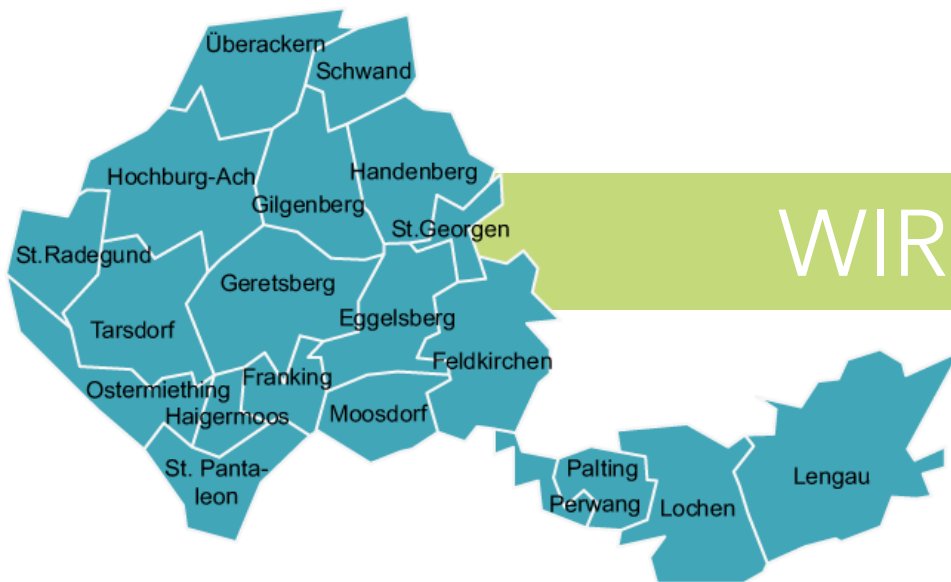 Überackern
Schwand
Hochburg-Ach
Handenberg
Gilgenberg
St.Georgen
St.Radegund
Geretsberg
WIR
Tarsdorf
Eggelsberg
Feldkirchen
Ostermiething
Franking
Haigermoos
Moosdorf
St. Panta-
leon
Palting
Perwang
Lochen
Lengau